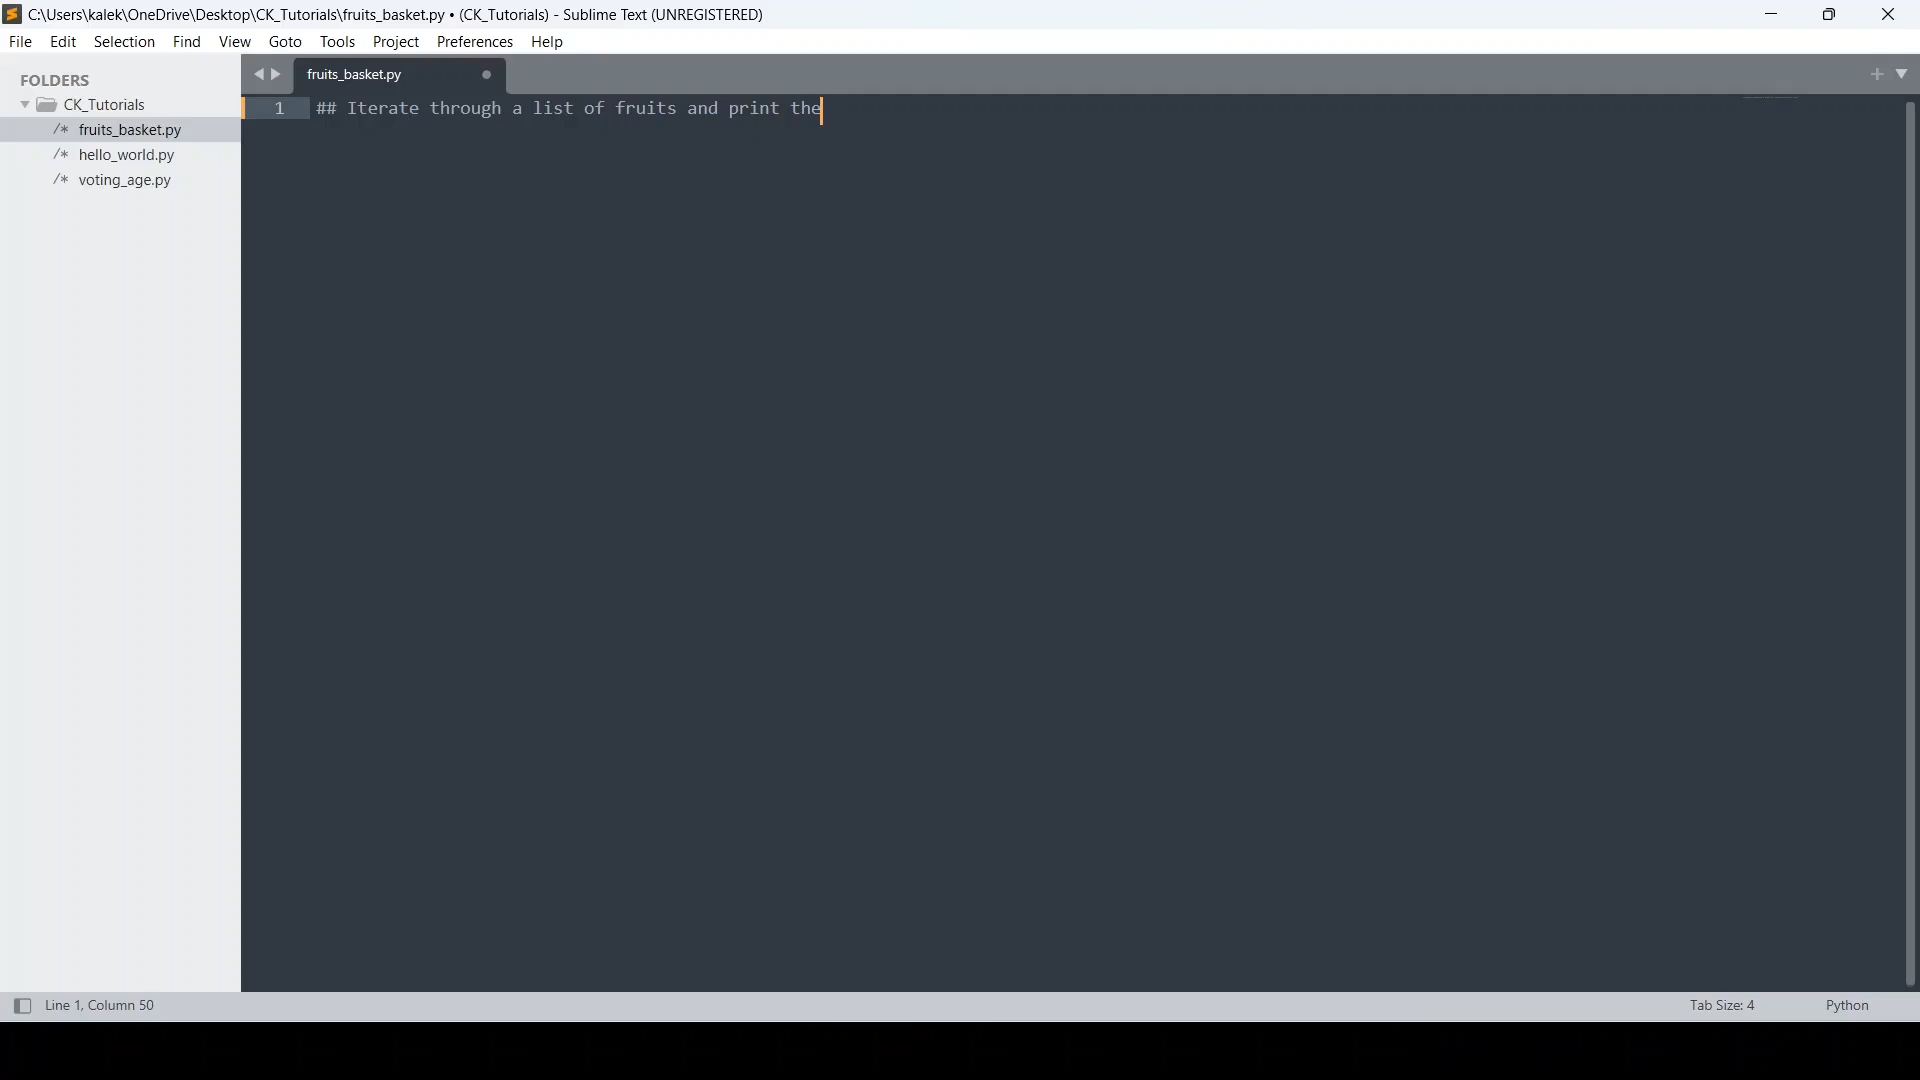 C:\Users\kalek\OneDrive\Desktop\CK_Tutorials\fruits_basket.py • (CK_Tutorials) - Sublime Text (UNREGISTERED)
File Edit Selection Find View Goto Tools Project Preferences Help
FOLDERS
CK_Tutorials
/* fruits_basket.py
/* hello_world.py
/* voting_age.py
fruits_basket.py
1 ## Iterate through a list of fruits and print the
Line 1, Column 50
Tab Size: 4
Python